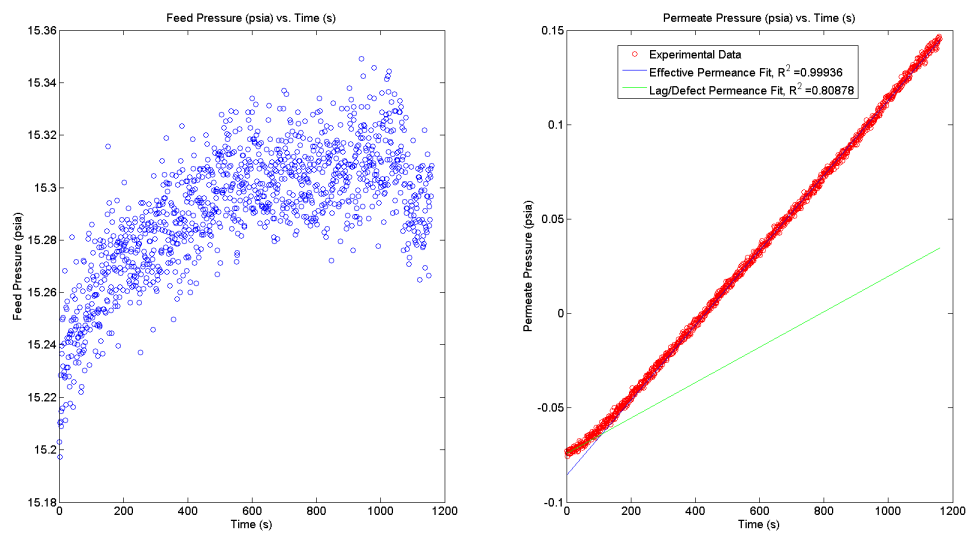 Feed Pressure (psia) vs. Time (s)
15.36
15.34
15.32
15.3
15.28
15.26
15.24
15.22
15.2
15.18
0 200 400 600 800 1000 1200
Time (s)
Feed Pressure (psia)
Permeate Pressure (psia) vs. Time (s)
Experimental Data
Effective Permeance Fit, R² =0.99936
Lag/Defect Permeance Fit, R² =0.80878
0.15
0.1
0.05
0
-0.05
-0.1
0 200 400 600 800 1000 1200
Time (s)
Permeate Pressure (psia)